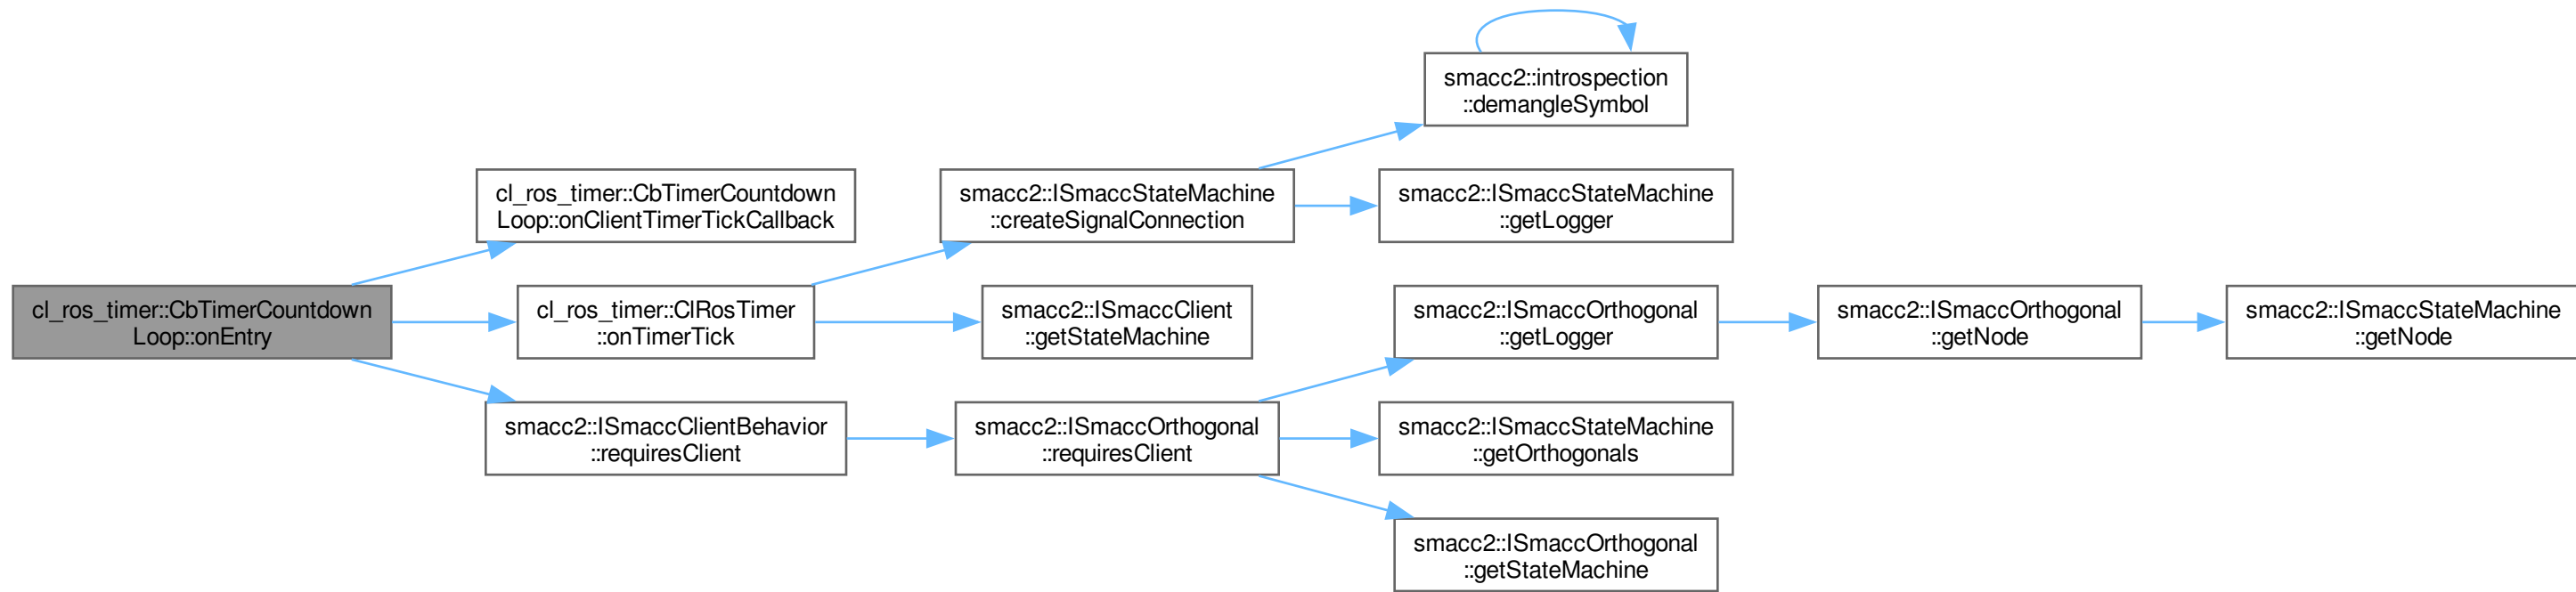 smacc2::introspection
::demangleSymbol
cl_ros_timer::CbTimerCountdown
Loop::onClientTimerTickCallback
smacc2::ISmaccStateMachine
::createSignalConnection
smacc2::ISmaccStateMachine
::getLogger
cl_ros_timer::CbTimerCountdown
Loop::onEntry
cl_ros_timer::ClRosTimer
::onTimerTick
smacc2::ISmaccClient
::getStateMachine
smacc2::ISmaccOrthogonal
::getLogger
smacc2::ISmaccOrthogonal
::getNode
smacc2::ISmaccStateMachine
::getNode
smacc2::ISmaccClientBehavior
::requiresClient
smacc2::ISmaccOrthogonal
::requiresClient
smacc2::ISmaccStateMachine
::getOrthogonals
smacc2::ISmaccOrthogonal
::getStateMachine